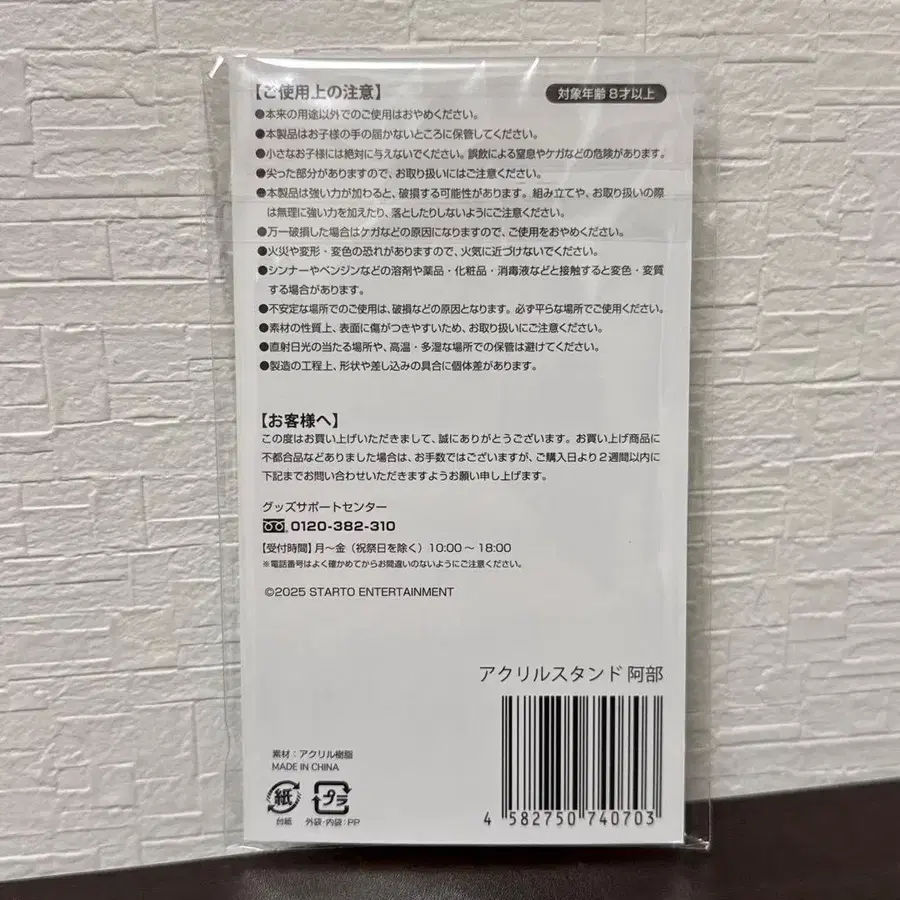 【ご使用上の注意】
対象年齢8才以上
●本来の用途以外でのご使用はおやめください。
●本製品はお子様の手の届かないところに保管してください。
●小さなお子様には絶対に与えないでください。誤飲による窒息やケガなどの危険があります。
●尖った部分がありますので、お取り扱いにはご注意ください。
●本製品は強い力が加わると、破損する可能性があります。組み立てや、お取り扱いの際
は無理に強い力を加えたり、落としたりしないようにご注意ください。
●万一破損した場合はケガなどの原因になりますので、ご使用をおやめください。
●火災や変形・変色の恐れがありますので、火気に近づけないでください。
●シンナーやベンジンなどの溶剤や薬品・化粧品・消毒液などと接触すると変色・変質
する場合があります。
●不安定な場所でのご使用は、破損などの原因となります。必ず平らな場所でご使用ください。
●素材の性質上、表面に傷がつきやすいため、お取り扱いにご注意ください。
●直射日光の当たる場所や、高温・多湿な場所での保管は避けてください。
●製造の工程上、形状や差し込みの具合に個体差があります。
【お客様へ】
この度はお買い上げいただきまして、誠にありがとうございます。お買い上げ商品に
不都合品などありました場合は、お手数ではございますが、ご購入日より2週間以内に
下記までお問い合わせいただきますようお願い申し上げます。
グッズサポートセンター
0120-382-310
【受付時間】月〜金（祝祭日を除く）10:00〜18:00
※電話番号はよく確かめてからお間違いのないようにご注意ください。
©2025 STARTO ENTERTAINMENT
アクリルスタンド 阿部
素材：アクリル樹脂
MADE IN CHINA
紙
プラ
台紙
外袋・内袋：PP
4 582750 740703